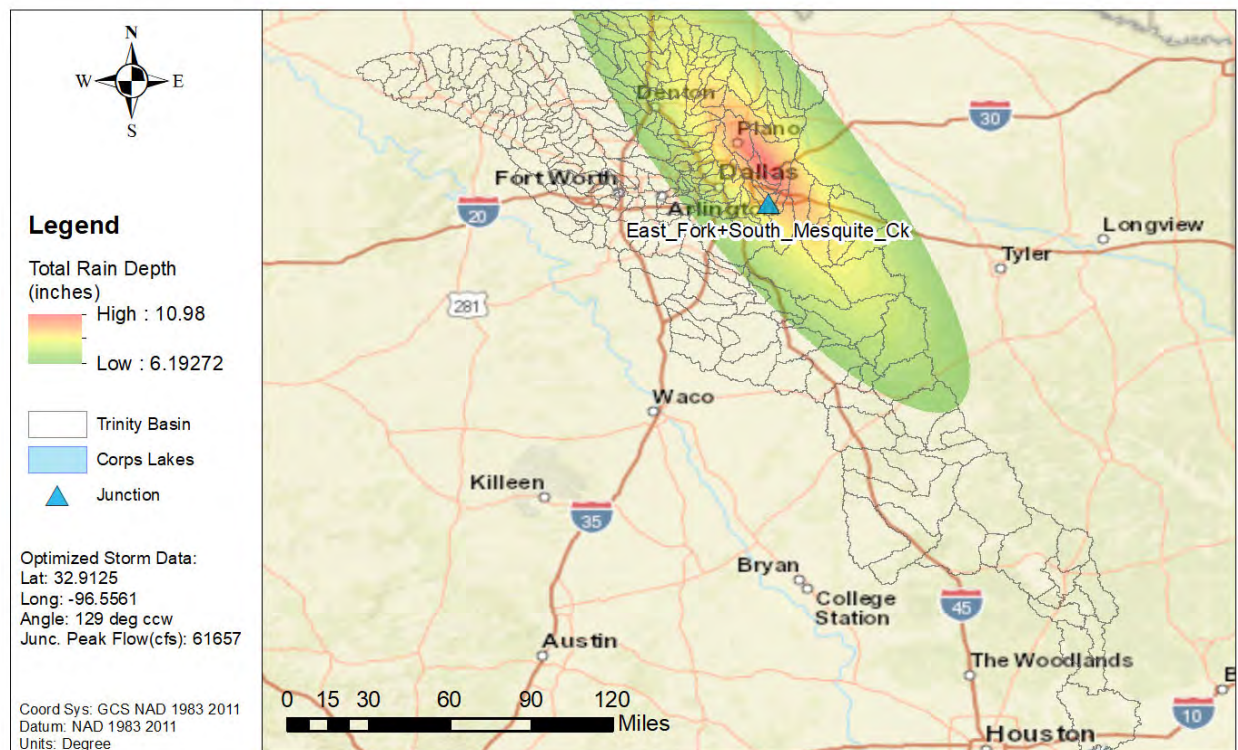 N
W
E
S
Legend
Total Rain Depth
(inches)
High : 10.98
Low : 6.19272
Trinity Basin
Corps Lakes
Junction
Optimized Storm Data:
Lat: 32.9125
Long: -96.5561
Angle: 129 deg ccw
Junc. Peak Flow(cfs): 61657
Coord Sys: GCS NAD 1983 2011
Datum: NAD 1983 2011
Units: Degree
Denton
30
Plano
Dallas
Fort Worth
20
Arlington
East_Fork+South_Mesquite_Ck
Longview
Tyler
281
Waco
Killeen
35
Bryan
College
Station
45
Austin
The Woodlands
B
10
Houston
0 15 30 60 90 120
Miles